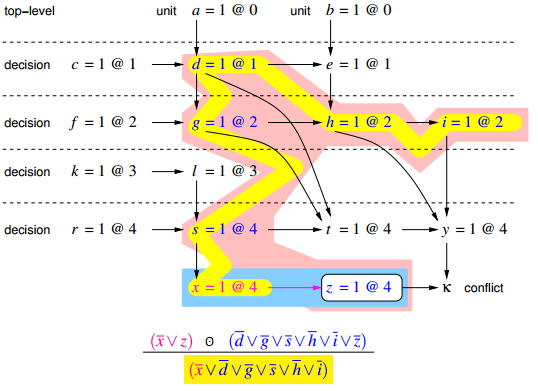 top−level unit a = 1 @ 0 unit b = 1 @ 0
decision c = 1 @ 1 d = 1 @ 1 e = 1 @ 1
decision f = 1 @ 2 g = 1 @ 2 h = 1 @ 2 i = 1 @ 2
decision k = 1 @ 3 l = 1 @ 3
decision r = 1 @ 4 s = 1 @ 4 t = 1 @ 4 y = 1 @ 4
x = 1 @ 4 z = 1 @ 4 κ conflict
(x̄ ∨ z) ⊙ (d̄ ∨ ḡ ∨ s̄ ∨ h̄ ∨ ī ∨ z̄)
(x̄ ∨ d̄ ∨ ḡ ∨ s̄ ∨ h̄ ∨ ī)